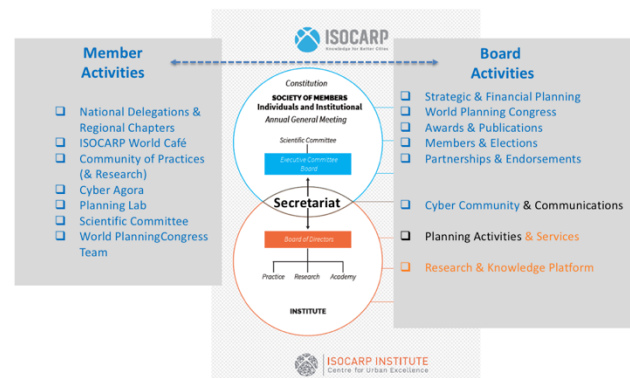 ISOCARP
Knowledge for Better Cities
Member
Activities
National Delegations &
Regional Chapters
ISOCARP World Café
Community of Practices
(& Research)
Cyber Agora
Planning Lab
Scientific Committee
World PlanningCongress
Team
Constitution
SOCIETY OF MEMBERS
Individuals and Institutional
Annual General Meeting
Scientific Committee
Executive Committee
Board
Secretariat
Board of Directors
Practice Research Academy
INSTITUTE
Board
Activities
Strategic & Financial Planning
World Planning Congress
Awards & Publications
Members & Elections
Partnerships & Endorsements
Cyber Community & Communications
Planning Activities & Services
Research & Knowledge Platform
ISOCARP INSTITUTE
Centre for Urban Excellence